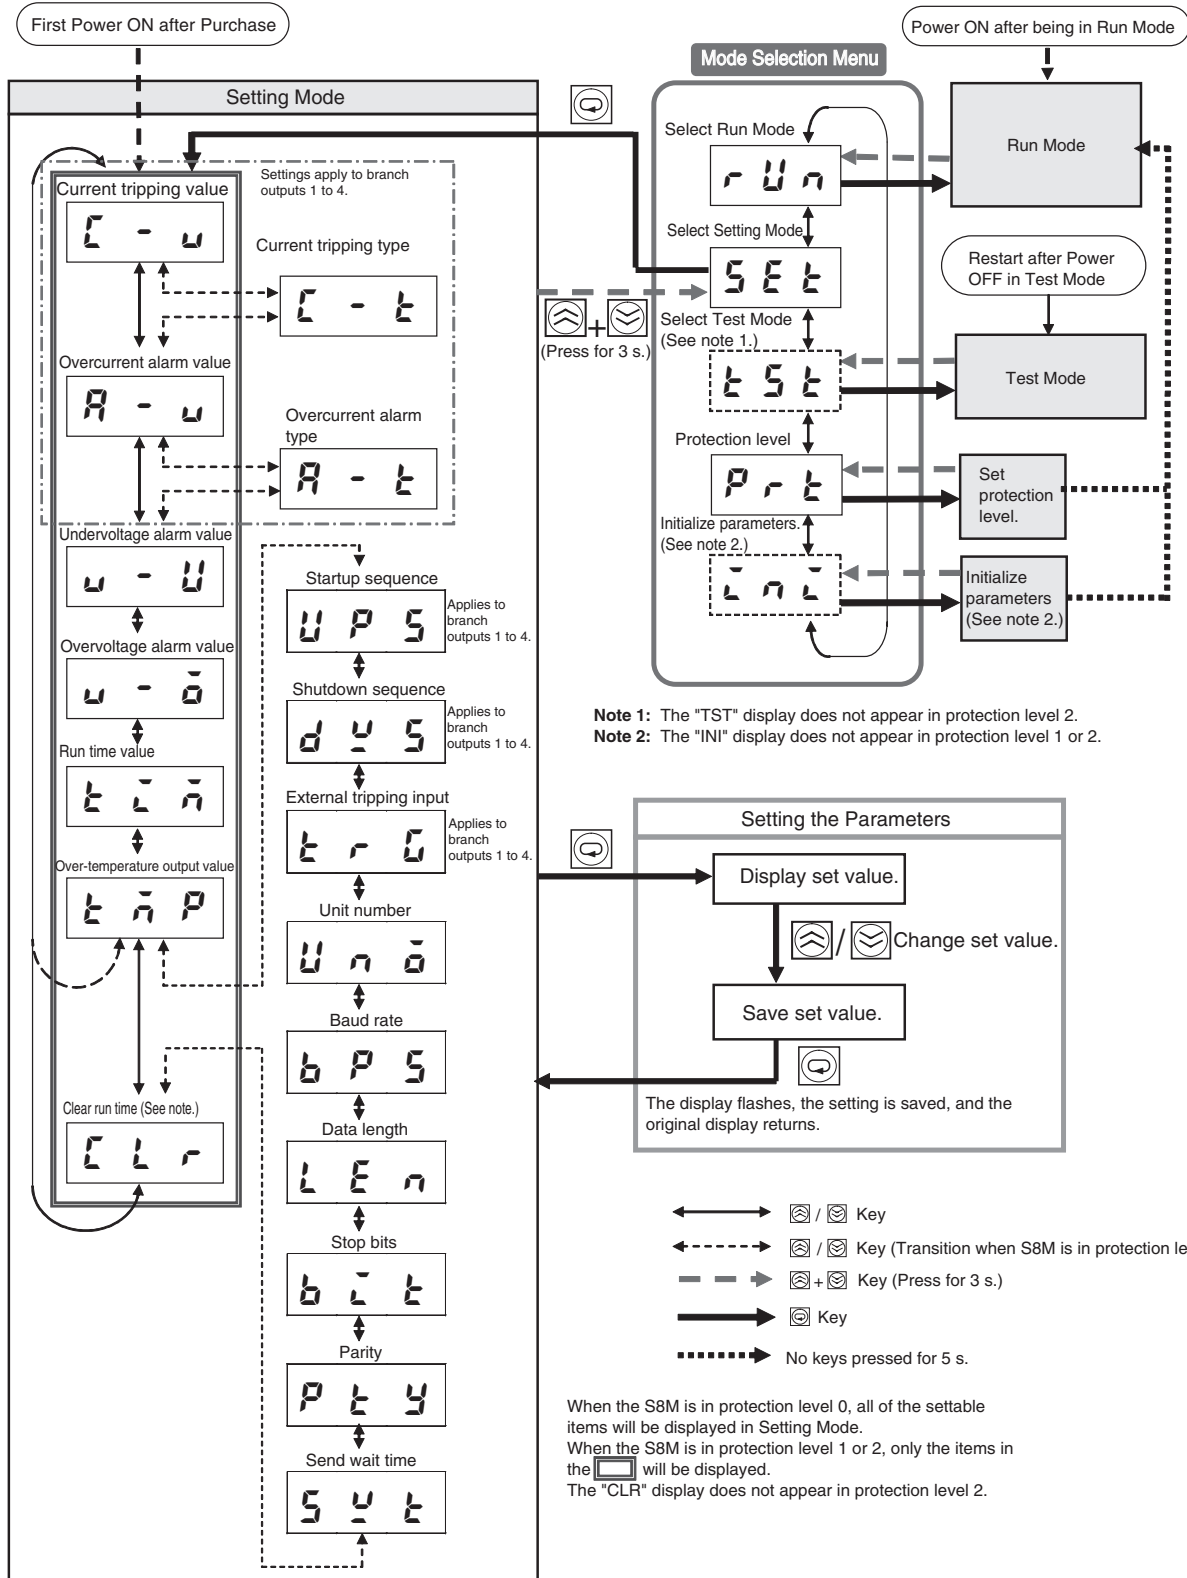 First Power ON after Purchase
Power ON after being in Run Mode
Mode Selection Menu
Setting Mode
Select Run Mode
rUn
Run Mode
Settings apply to branch
outputs 1 to 4.
Current tripping value
C-v
Current tripping type
C-t
Select Setting Mode
SEt
Restart after Power
OFF in Test Mode
+
(Press for 3 s.)
Select Test Mode
(See note 1.)
tSt
Test Mode
Overcurrent alarm value
A-v
Overcurrent alarm
type
A-t
Protection level
Prt
Set
protection
level.
Initialize parameters.
(See note 2.)
ini
Initialize
parameters
(See note 2.)
Undervoltage alarm value
v-U
Overvoltage alarm value
v-o
Run time value
tim
Over-temperature output value
tmP
Clear run time (See note.)
CLr
Startup sequence
UPS
Applies to
branch
outputs 1 to 4.
Shutdown sequence
dwS
Applies to
branch
outputs 1 to 4.
External tripping input
trG
Applies to
branch
outputs 1 to 4.
Unit number
Uno
Baud rate
bPS
Data length
LEn
Stop bits
bit
Parity
Pty
Send wait time
Swt
Note 1: The "TST" display does not appear in protection level 2.
Note 2: The "INI" display does not appear in protection level 1 or 2.
Setting the Parameters
Display set value.
/ Change set value.
Save set value.
The display flashes, the setting is saved, and the
original display returns.
/ Key
/ Key (Transition when S8M is in protection le
+ Key (Press for 3 s.)
Key
No keys pressed for 5 s.
When the S8M is in protection level 0, all of the settable
items will be displayed in Setting Mode.
When the S8M is in protection level 1 or 2, only the items in
the will be displayed.
The "CLR" display does not appear in protection level 2.